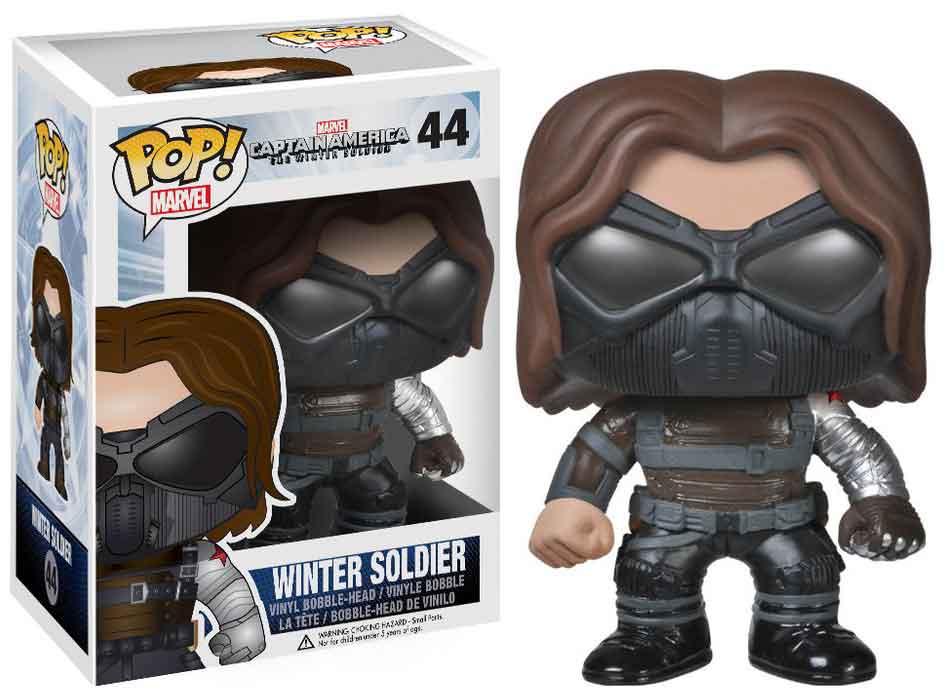 POP!
MARVEL
POP!
MARVEL
MARVEL
CAPTAIN AMERICA
THE WINTER SOLDIER
44
POP!
MARVEL
WINTER SOLDIER
44
WINTER SOLDIER
VINYL BOBBLE-HEAD / VINYLE BOBBLE
LA TÊTE / BOBBLE-HEAD DE VINILO
WARNING: CHOKING HAZARD - Small Parts.
Not for children under 3 years of age.